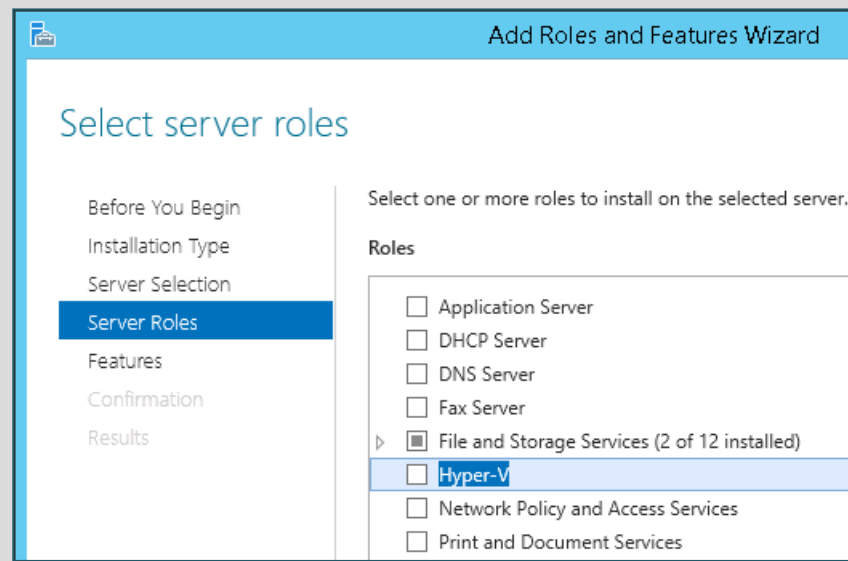 Add Roles and Features Wizard
Select server roles
Before You Begin
Installation Type
Server Selection
Server Roles
Features
Confirmation
Results
Select one or more roles to install on the selected server.
Roles
Application Server
DHCP Server
DNS Server
Fax Server
File and Storage Services (2 of 12 installed)
Hyper-V
Network Policy and Access Services
Print and Document Services